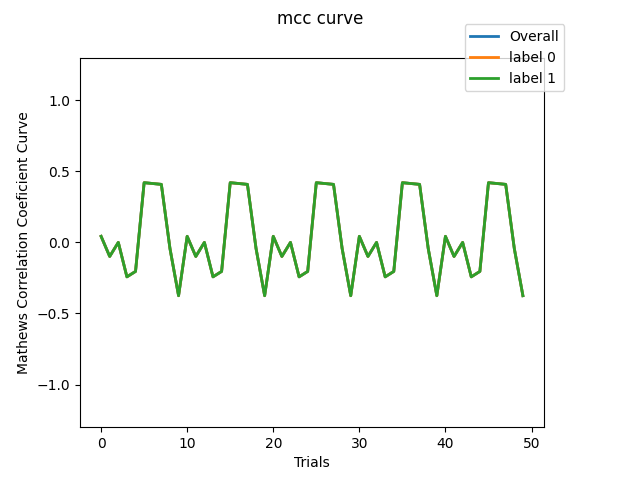 mcc curve
Overall
label 0
label 1
Mathews Correlation Coeficient Curve
1.0
0.5
0.0
−0.5
−1.0
0 10 20 30 40 50
Trials